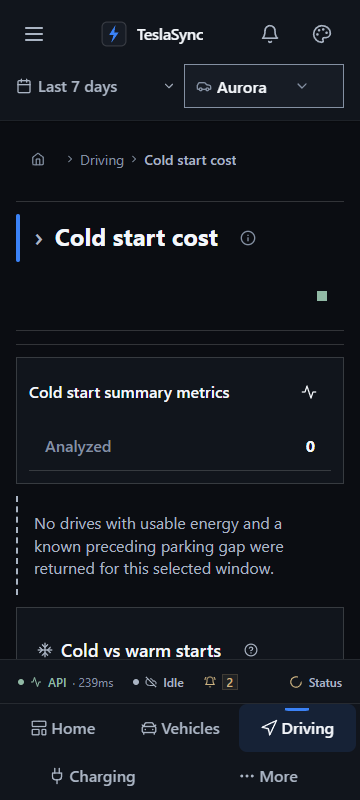 TeslaSync
Last 7 days
Aurora
Driving
Cold start cost
Cold start cost
Cold start summary metrics
Analyzed 0
No drives with usable energy and a
known preceding parking gap were
returned for this selected window.
Cold vs warm starts
API · 239ms
Idle
2
Status
Home
Vehicles
Driving
Charging
More